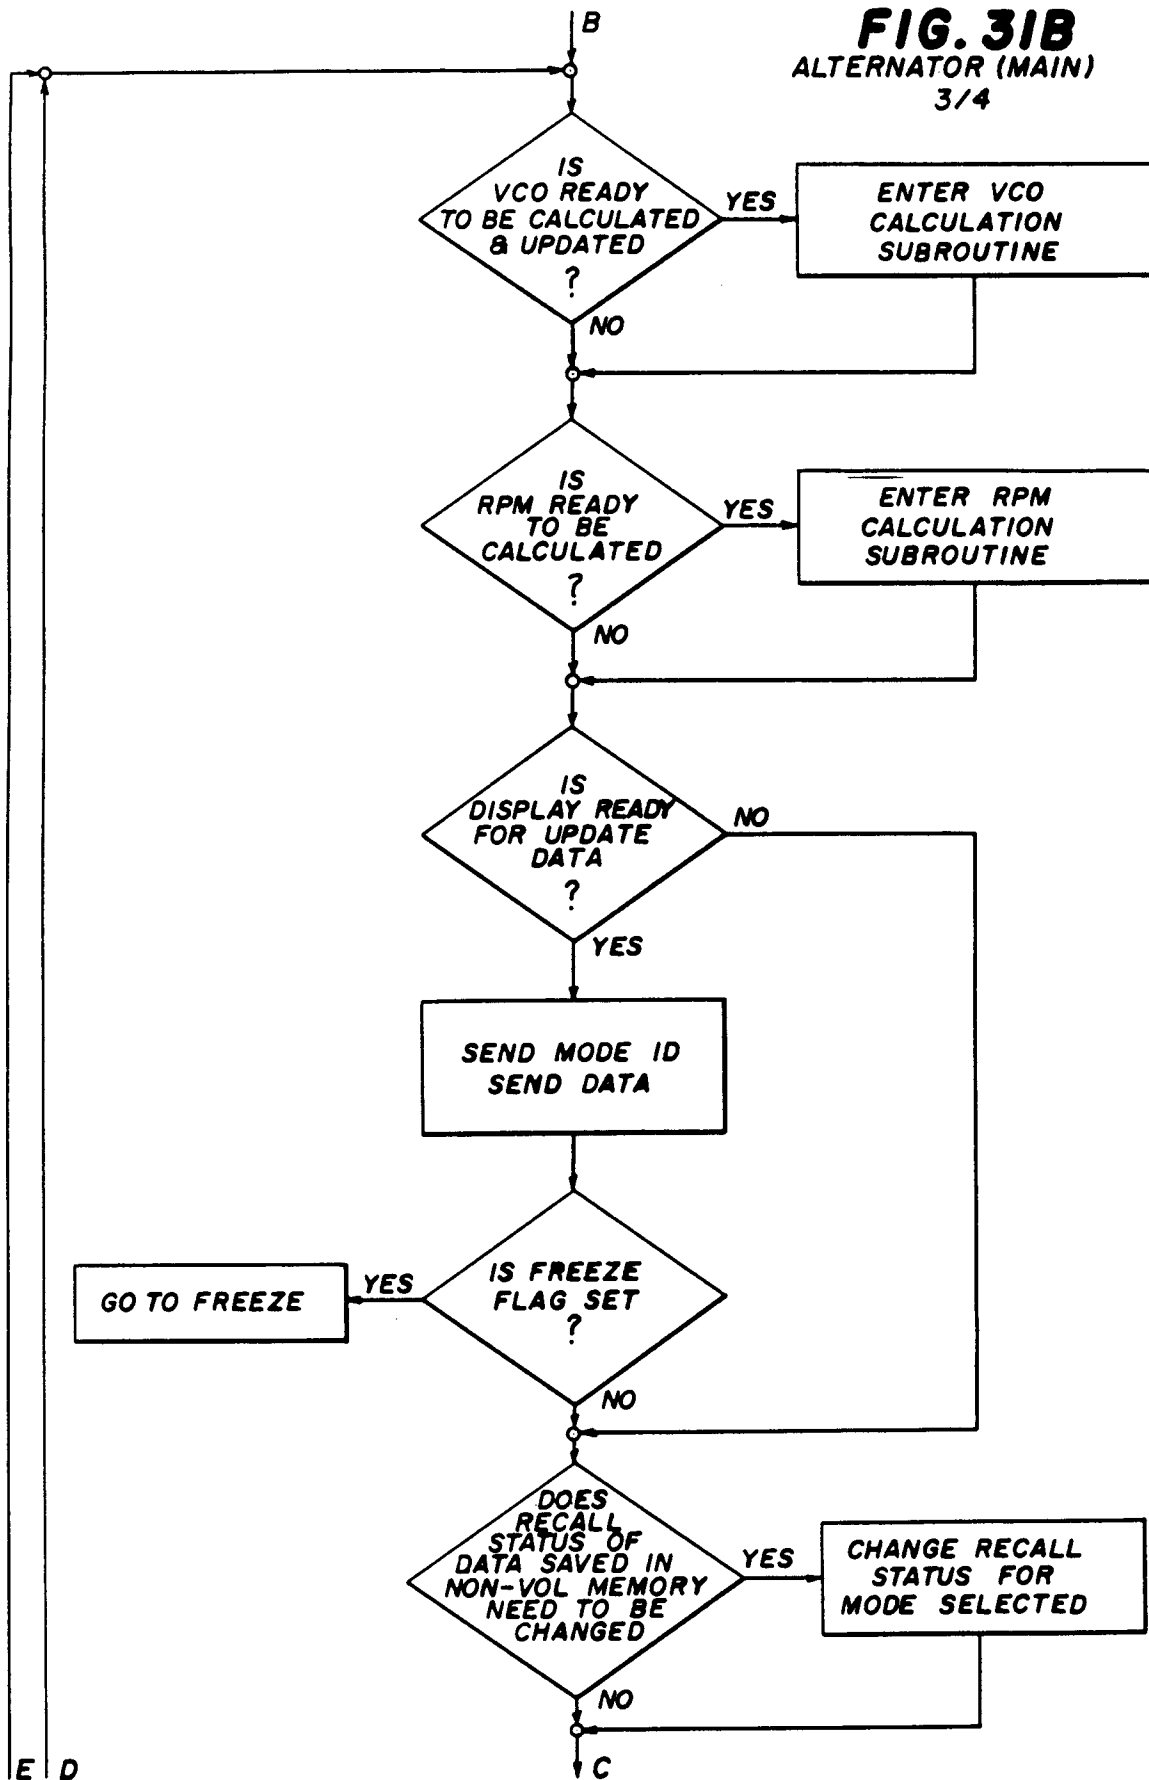 B
FIG. 31B
ALTERNATOR (MAIN)
3/4
IS
VCO READY
TO BE CALCULATED
& UPDATED
?
YES
ENTER VCO
CALCULATION
SUBROUTINE
NO
IS
RPM READY
TO BE
CALCULATED
?
YES
ENTER RPM
CALCULATION
SUBROUTINE
NO
IS
DISPLAY READY
FOR UPDATE
DATA
?
NO
YES
SEND MODE ID
SEND DATA
IS FREEZE
FLAG SET
?
YES
GO TO FREEZE
NO
DOES
RECALL
STATUS OF
DATA SAVED IN
NON-VOL MEMORY
NEED TO BE
CHANGED
YES
CHANGE RECALL
STATUS FOR
MODE SELECTED
NO
E D
C